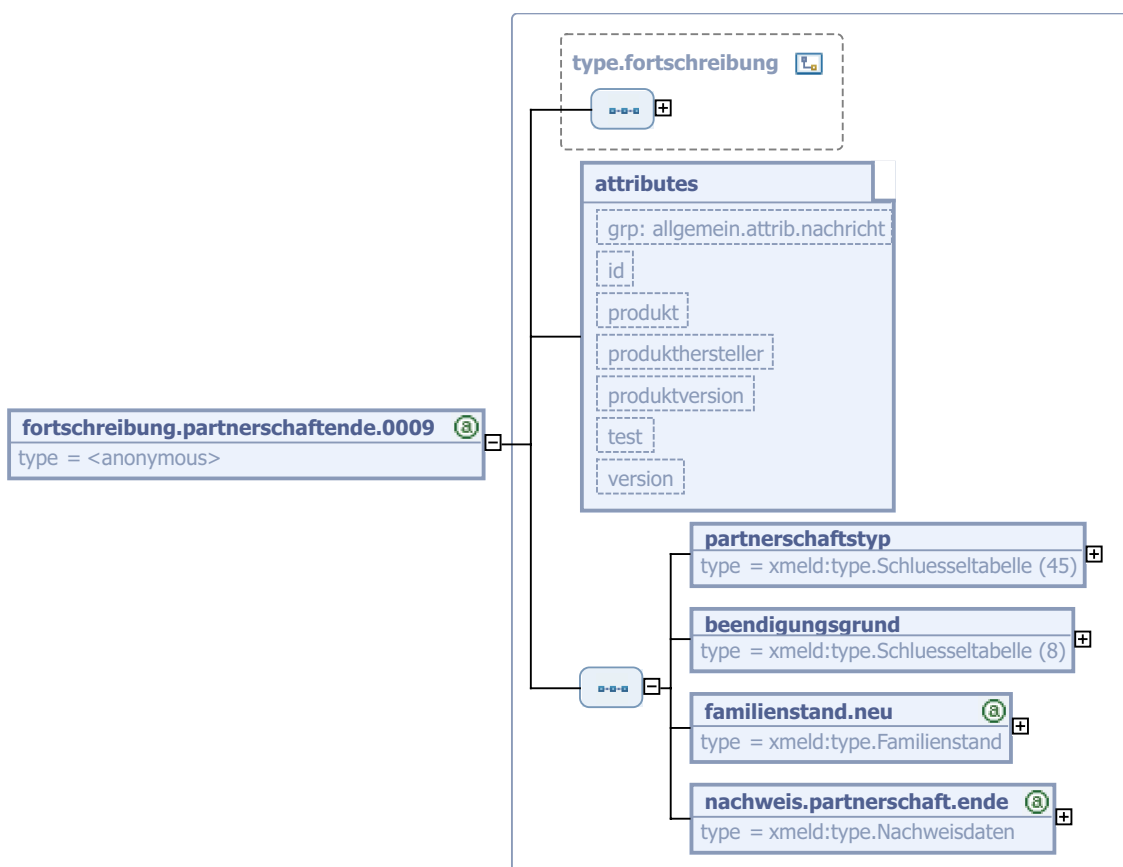 type.fortschreibung
attributes
grp: allgemein.attrib.nachricht
id
produkt
produkthersteller
produktversion
test
version
fortschreibung.partnerschaftende.0009
type = <anonymous>
partnerschaftstyp
type = xmeld:type.Schluesseltabelle (45)
beendigungsgrund
type = xmeld:type.Schluesseltabelle (8)
familienstand.neu
type = xmeld:type.Familienstand
nachweis.partnerschaft.ende
type = xmeld:type.Nachweisdaten